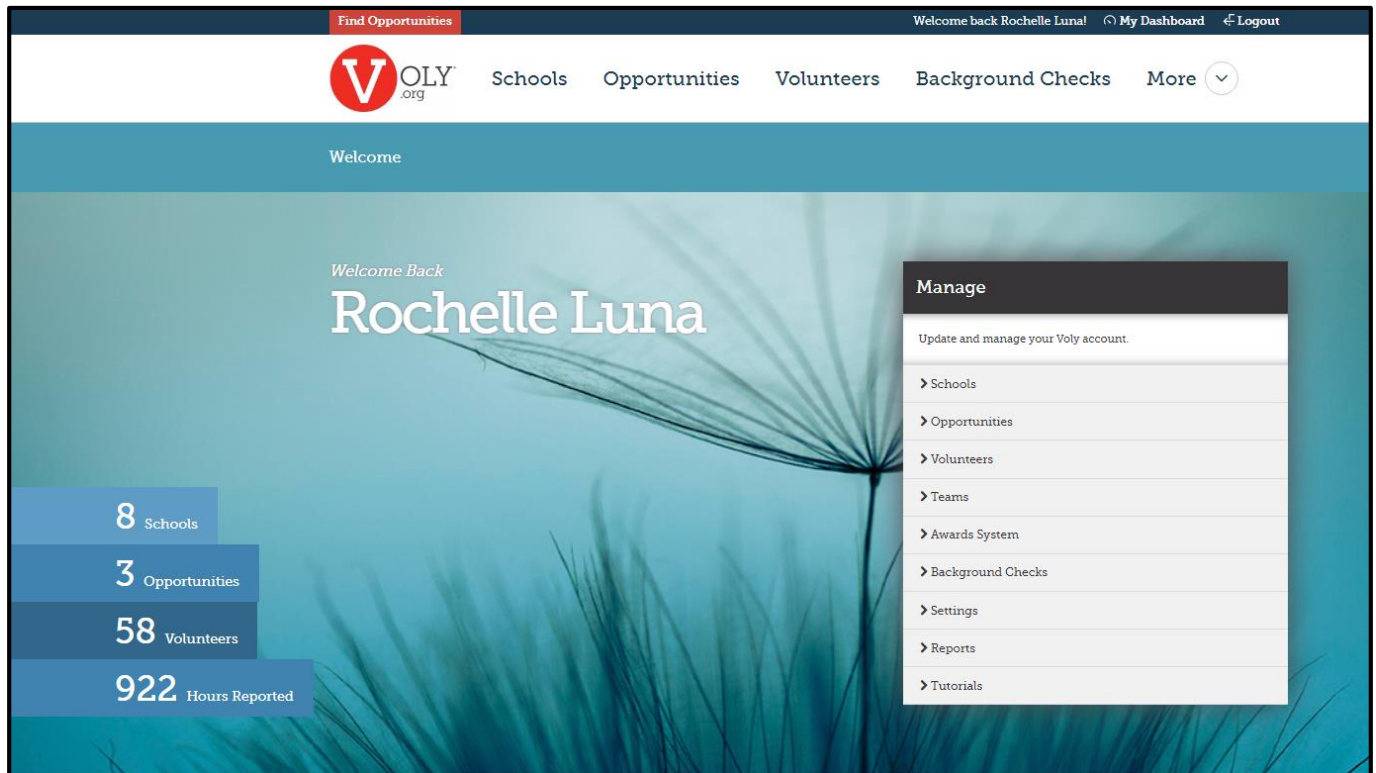 Find Opportunities
Welcome back Rochelle Luna! My Dashboard Logout
VOLY
.org
Schools Opportunities Volunteers Background Checks More
Welcome
Welcome Back
Rochelle Luna
Manage
Update and manage your Voly account.
Schools
Opportunities
Volunteers
Teams
Awards System
Background Checks
Settings
Reports
Tutorials
8 Schools
3 Opportunities
58 Volunteers
922 Hours Reported